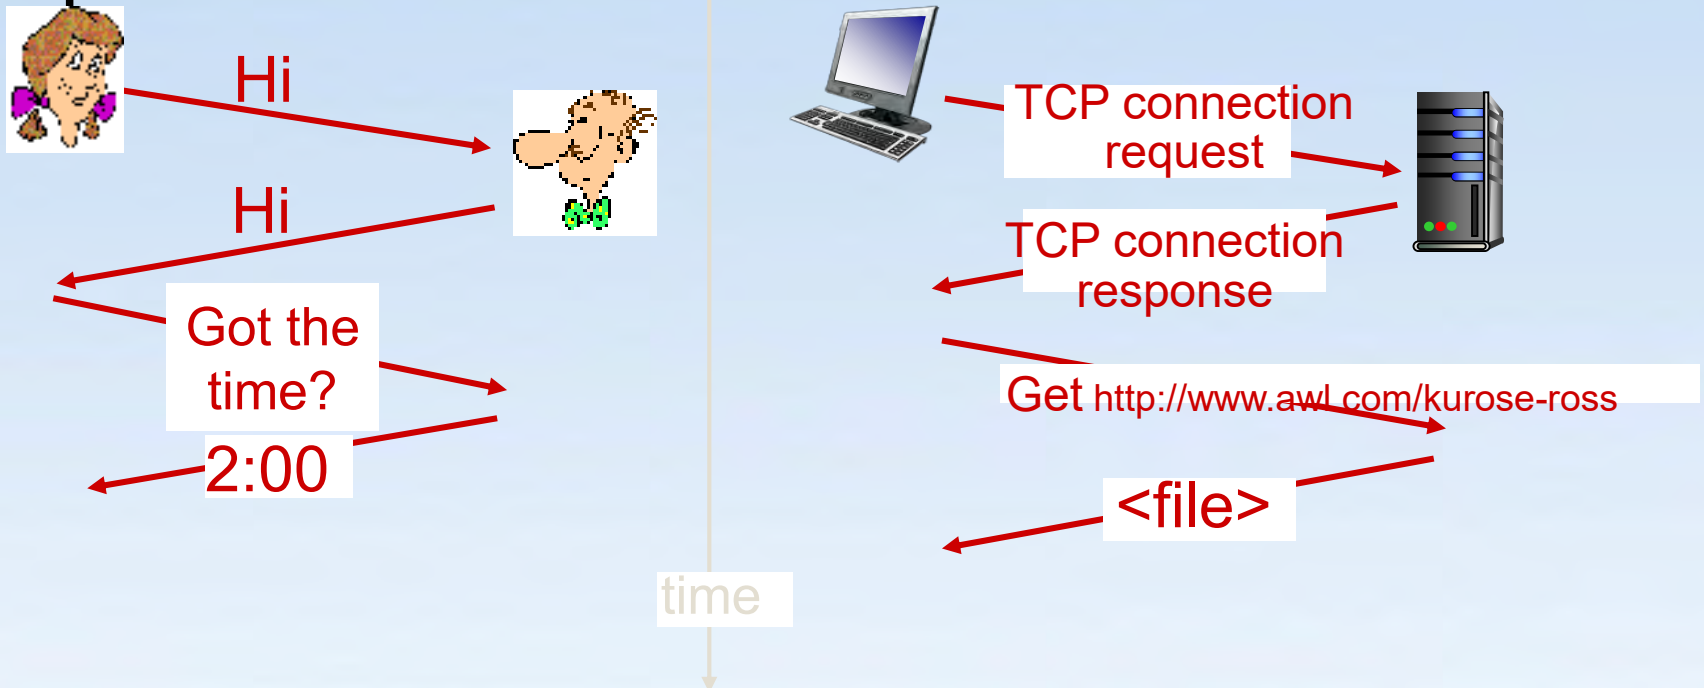 Hi
Hi
Got the
time?
2:00
TCP connection
request
TCP connection
response
Get http://www.awl.com/kurose-ross
<file>
time